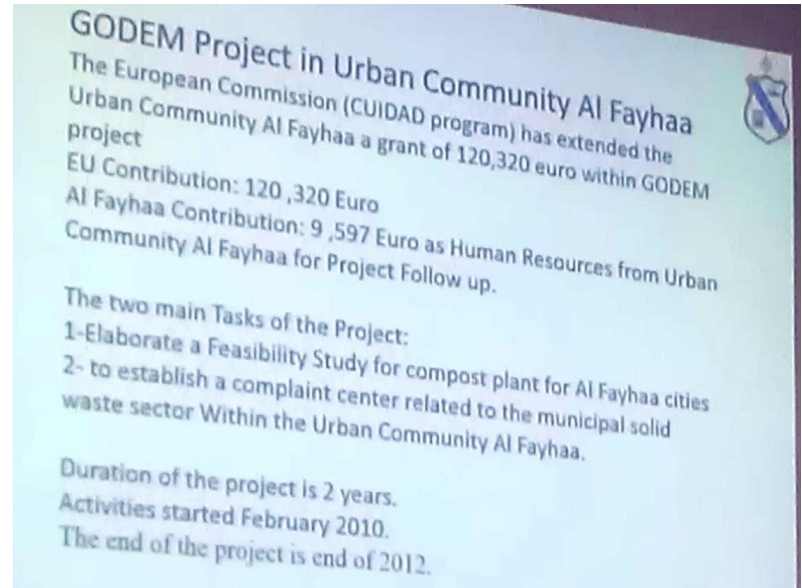 GODEM Project in Urban Community Al Fayhaa
The European Commission (CUIDAD program) has extended the
Urban Community Al Fayhaa a grant of 120,320 euro within GODEM
project
EU Contribution: 120 ,320 Euro
Al Fayhaa Contribution: 9 ,597 Euro as Human Resources from Urban
Community Al Fayhaa for Project Follow up.
The two main Tasks of the Project:
1-Elaborate a Feasibility Study for compost plant for Al Fayhaa cities
2- to establish a complaint center related to the municipal solid
waste sector Within the Urban Community Al Fayhaa.
Duration of the project is 2 years.
Activities started February 2010.
The end of the project is end of 2012.